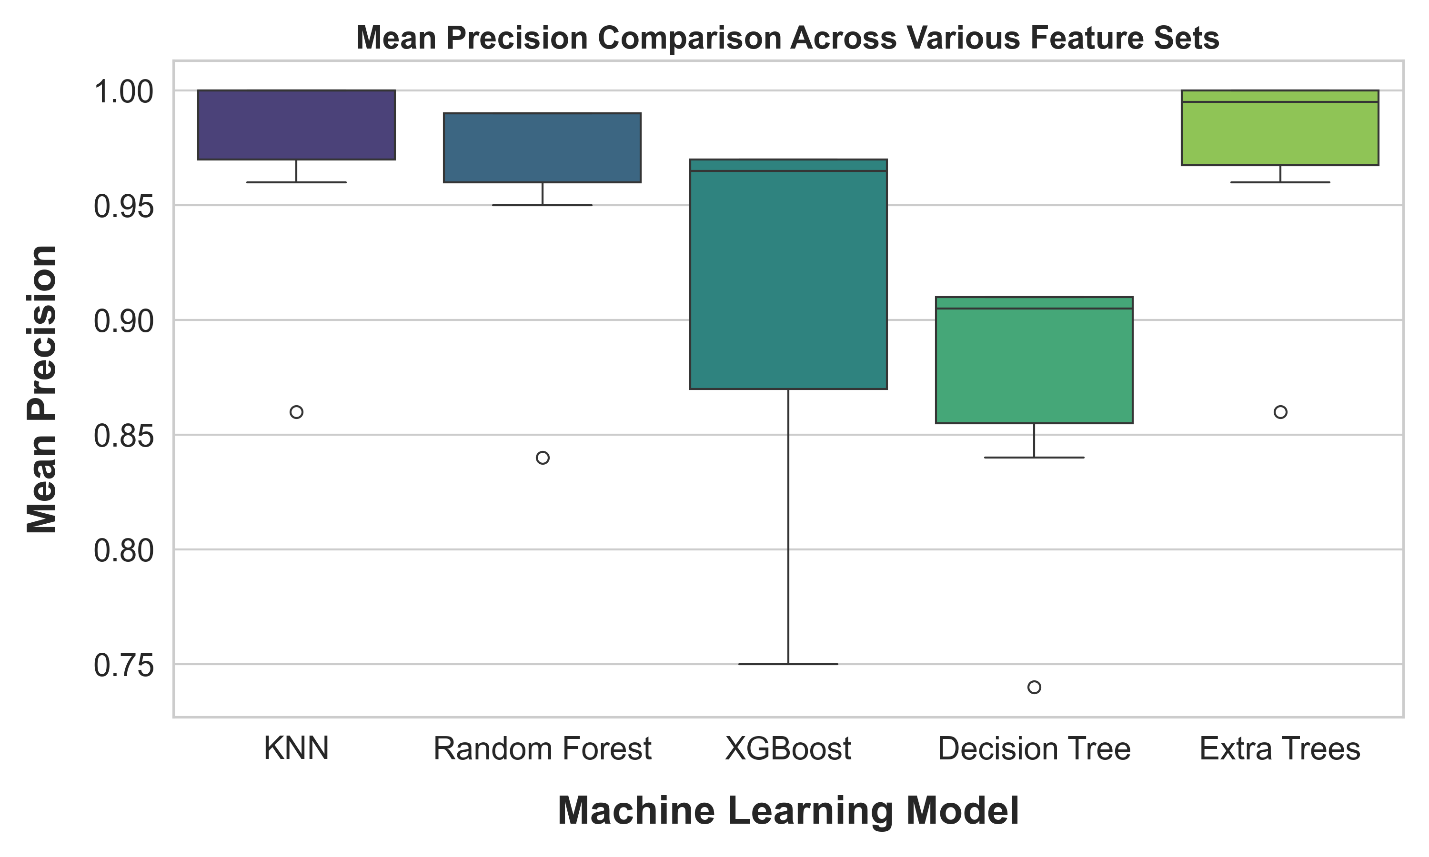 Mean Precision Comparison Across Various Feature Sets
1.00
0.95
0.90
0.85
0.80
0.75
Mean Precision
KNN
Random Forest
XGBoost
Decision Tree
Extra Trees
Machine Learning Model